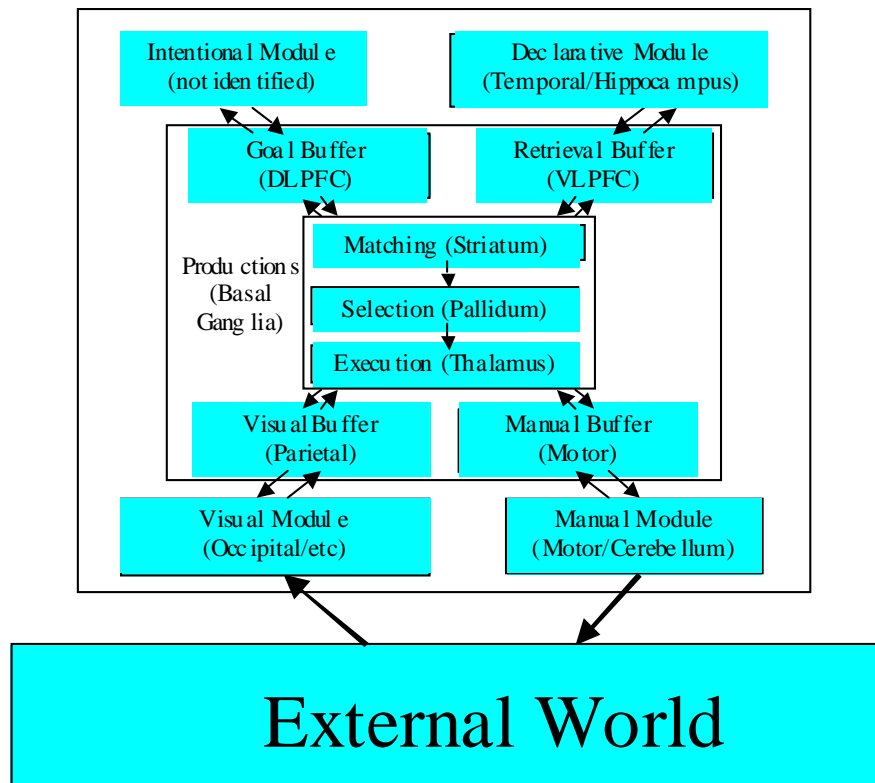 Intentional Module
(not identified)
Declarative Module
(Temporal/Hippocampus)
Goal Buffer
(DLPFC)
Retrieval Buffer
(VLPFC)
Productions
(Basal
Ganglia)
Matching (Striatum)
Selection (Pallidum)
Execution (Thalamus)
Visual Buffer
(Parietal)
Manual Buffer
(Motor)
Visual Module
(Occipital/etc)
Manual Module
(Motor/Cerebellum)
External World